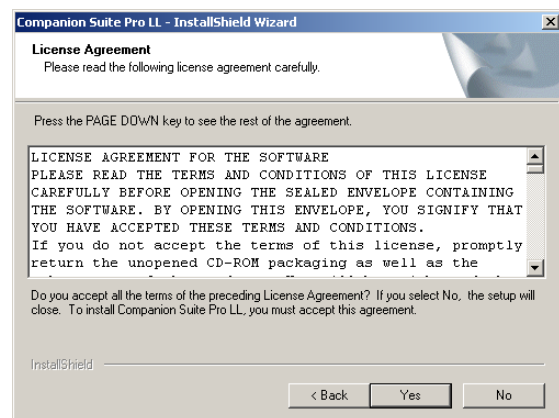 Companion Suite Pro LL - InstallShield Wizard
License Agreement
Please read the following license agreement carefully.
Press the PAGE DOWN key to see the rest of the agreement.
LICENSE AGREEMENT FOR THE SOFTWARE
PLEASE READ THE TERMS AND CONDITIONS OF THIS LICENSE
CAREFULLY BEFORE OPENING THE SEALED ENVELOPE CONTAINING
THE SOFTWARE. BY OPENING THIS ENVELOPE, YOU SIGNIFY THAT
YOU HAVE ACCEPTED THESE TERMS AND CONDITIONS.
If you do not accept the terms of this license, promptly
return the unopened CD-ROM packaging as well as the
Do you accept all the terms of the preceding License Agreement? If you select No, the setup will
close. To install Companion Suite Pro LL, you must accept this agreement.
InstallShield
< Back Yes No